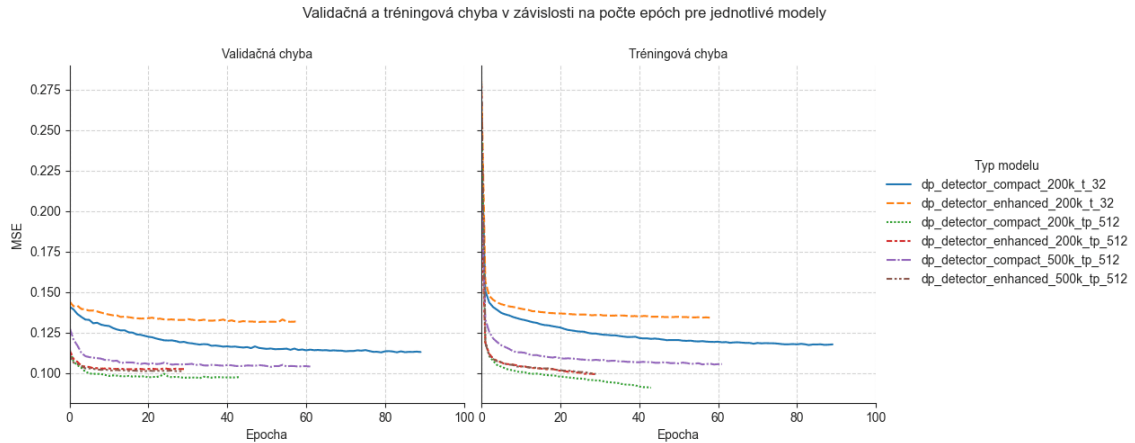 Validačná a tréningová chyba v závislosti na počte epóch pre jednotlivé modely
Validačná chyba
Tréningová chyba
MSE
0.275
0.250
0.225
0.200
0.175
0.150
0.125
0.100
0 20 40 60 80 100
Epocha
0 20 40 60 80 100
Epocha
Typ modelu
dp_detector_compact_200k_t_32
dp_detector_enhanced_200k_t_32
dp_detector_compact_200k_tp_512
dp_detector_enhanced_200k_tp_512
dp_detector_compact_500k_tp_512
dp_detector_enhanced_500k_tp_512